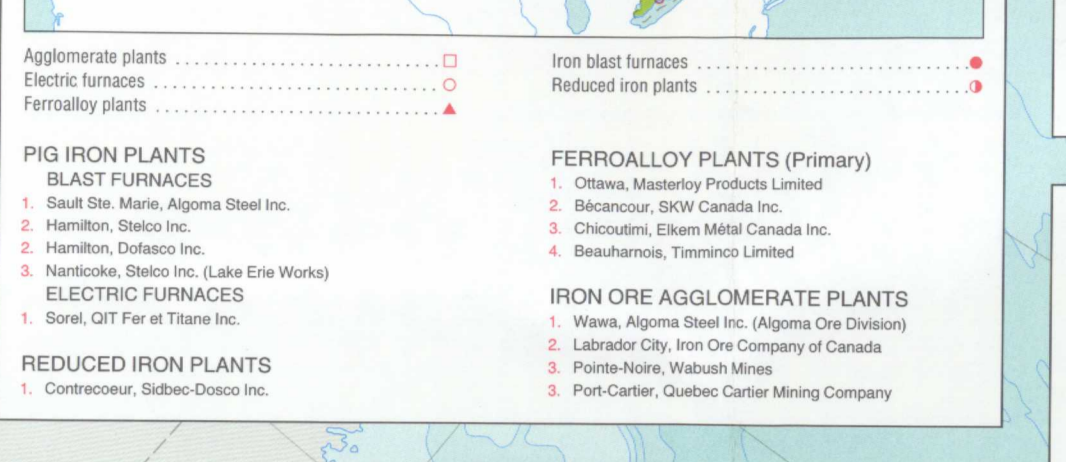 Agglomerate plants
Electric furnaces
Ferroalloy plants
Iron blast furnaces
Reduced iron plants
PIG IRON PLANTS
BLAST FURNACES
1. Sault Ste. Marie, Algoma Steel Inc.
2. Hamilton, Stelco Inc.
2. Hamilton, Dofasco Inc.
3. Nanticoke, Stelco Inc. (Lake Erie Works)
ELECTRIC FURNACES
1. Sorel, QIT Fer et Titane Inc.
REDUCED IRON PLANTS
1. Contrecoeur, Sidbec-Dosco Inc.
FERROALLOY PLANTS (Primary)
1. Ottawa, Masterloy Products Limited
2. Bécancour, SKW Canada Inc.
3. Chicoutimi, Elkem Métal Canada Inc.
4. Beauharnois, Timminco Limited
IRON ORE AGGLOMERATE PLANTS
1. Wawa, Algoma Steel Inc. (Algoma Ore Division)
2. Labrador City, Iron Ore Company of Canada
3. Pointe-Noire, Wabush Mines
3. Port-Cartier, Quebec Cartier Mining Company